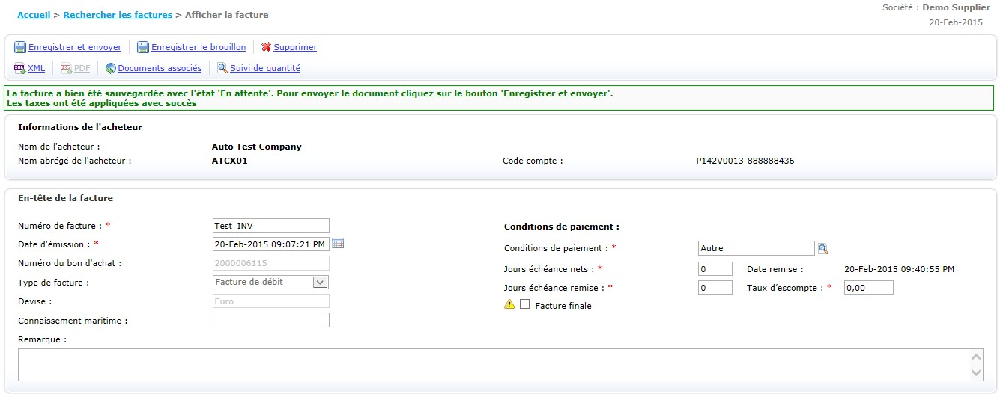 Accueil > Rechercher les factures > Afficher la facture
Société : Demo Supplier
20-Feb-2015
Enregistrer et envoyer Enregistrer le brouillon Supprimer
XML PDF Documents associés Suivi de quantité
La facture a bien été sauvegardée avec l'état 'En attente'. Pour envoyer le document cliquez sur le bouton 'Enregistrer et envoyer'.
Les taxes ont été appliquées avec succès
Informations de l'acheteur
Nom de l'acheteur : Auto Test Company
Nom abrégé de l'acheteur : ATCX01 Code compte : P142V0013-888888436
En-tête de la facture
Numéro de facture : * Test_INV Conditions de paiement :
Date d'émission : * 20-Feb-2015 09:07:21 PM Conditions de paiement : * Autre
Numéro du bon d'achat : 2000006115 Jours échéance nets : * 0 Date remise : 20-Feb-2015 09:40:55 PM
Type de facture : Facture de débit Jours échéance remise : * 0 Taux d'escompte : * 0,00
Devise : Euro Facture finale
Connaissement maritime :
Remarque :